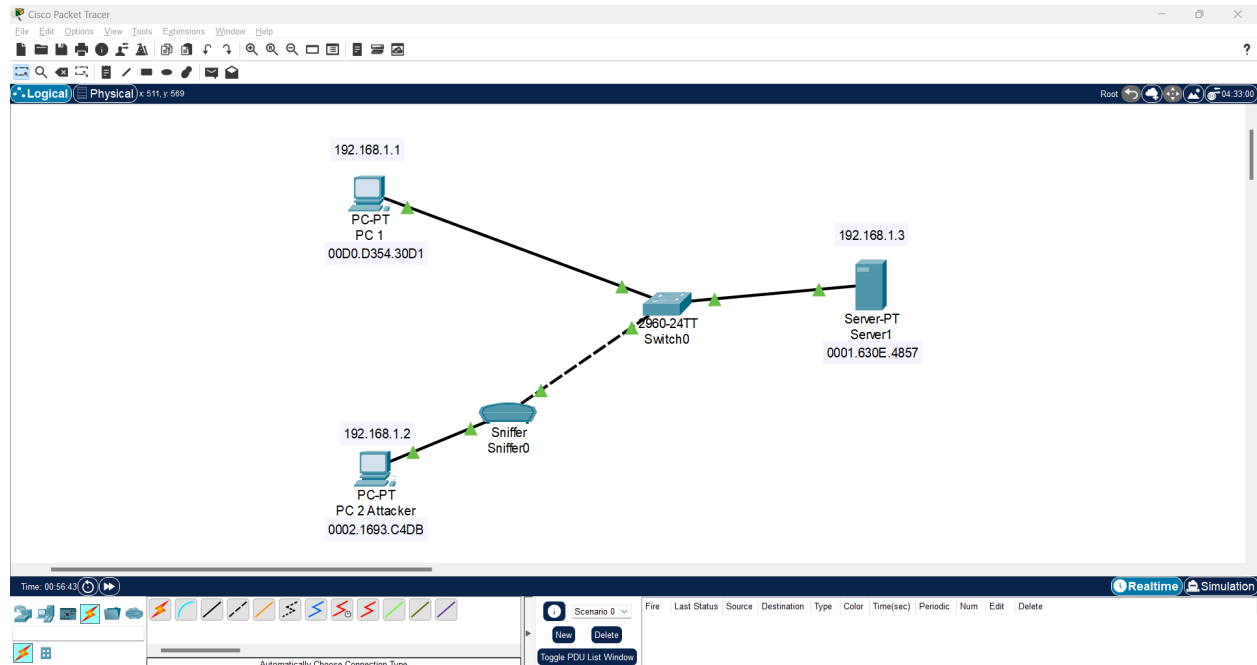 Cisco Packet Tracer
File Edit Options View Tools Extensions Window Help
?
Logical Physical x: 511, y: 569 Root 04:33:00
192.168.1.1
PC-PT
PC 1
00D0.D354.30D1
192.168.1.3
Server-PT
Server1
0001.630E.4857
2960-24TT
Switch0
Sniffer
Sniffer0
192.168.1.2
PC-PT
PC 2 Attacker
0002.1693.C4DB
Time: 00:56:43 Realtime Simulation
Scenario 0 Fire Last Status Source Destination Type Color Time(sec) Periodic Num Edit Delete
New Delete
Toggle PDU List Window
Automatically Choose Connection Type